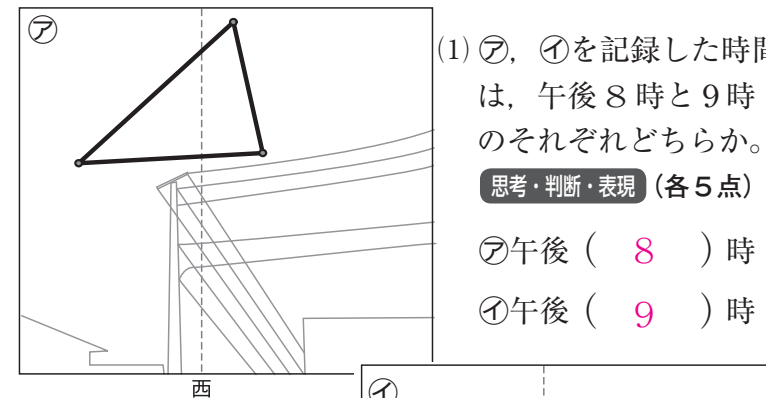 ㋐
(1) ㋐，㋑を記録した時間
は，午後８時と９時
のそれぞれどちらか。
思考・判断・表現 (各５点)
㋐午後（ 8 ）時
㋑午後（ 9 ）時
西
㋑